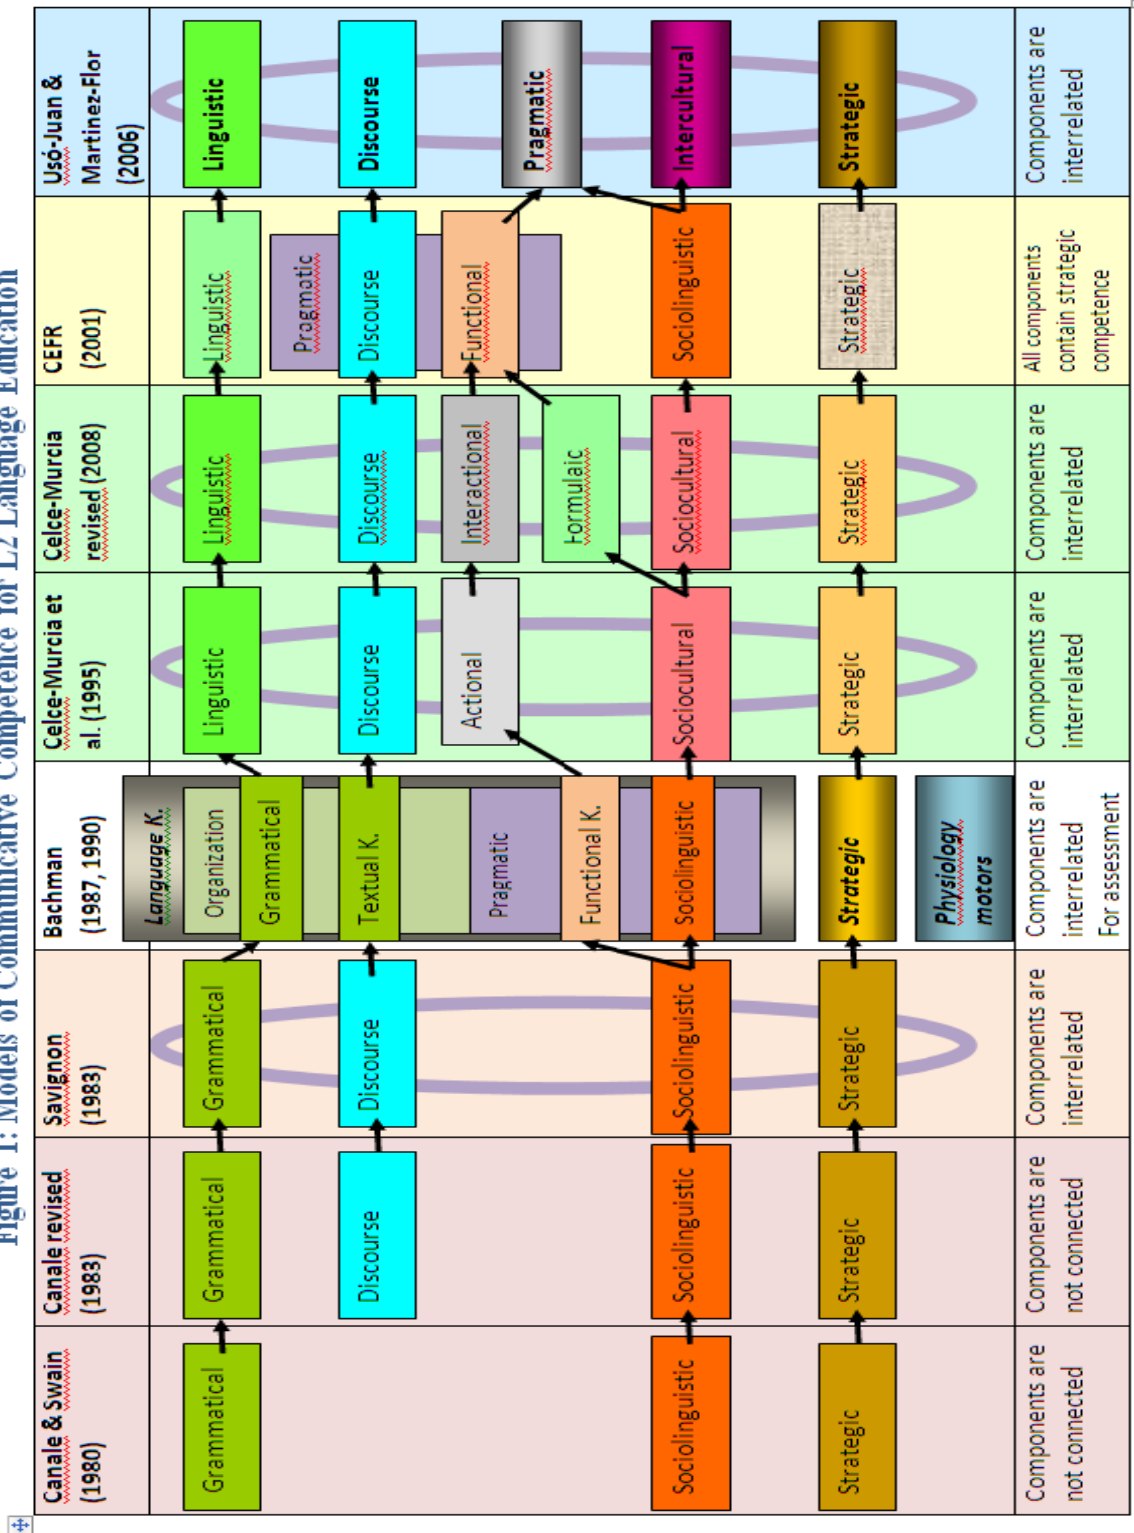 Figure 1: Models of Communicative Competence for L2 Language Education
Canale & Swain
(1980)
Grammatical
Sociolinguistic
Strategic
Components are
not connected
Canale revised
(1983)
Grammatical
Discourse
Sociolinguistic
Strategic
Components are
not connected
Savignon
(1983)
Grammatical
Discourse
Sociolinguistic
Strategic
Components are
interrelated
Bachman
(1987, 1990)
Language K.
Organization
Grammatical
Textual K.
Pragmatic
Functional K.
Sociolinguistic
Strategic
Physiology
motors
Components are
interrelated
For assessment
Celce-Murcia et
al. (1995)
Linguistic
Discourse
Actional
Sociocultural
Strategic
Components are
interrelated
Celce-Murcia
revised (2008)
Linguistic
Discourse
Interactional
Formulaic
Sociocultural
Strategic
Components are
interrelated
CEFR
(2001)
Linguistic
Progmotic
Discourse
Functional
Sociolinguistic
Strategic
All components
contain strategic
competence
Usó-Juan &
Martinez-Flor
(2006)
Linguistic
Discourse
Pragmatic
Intercultural
Strategic
Components are
interrelated